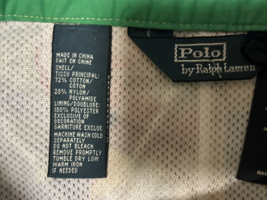 MADE IN CHINA
FAIT EN CHINE
SHELL/
TISSU PRINCIPAL:
72% COTTON/
COTON
28% NYLON/
POLYAMIDE
LINING/DOUBLURE:
100% POLYESTER
EXCLUSIVE OF
DECORATION
GARNITURE EXCLUE
MACHINE WASH COLD
SEPARATELY
DO NOT BLEACH
REMOVE PROMPTLY
TUMBLE DRY LOW
WARM IRON
IF NEEDED
Polo
by Ralph Lauren